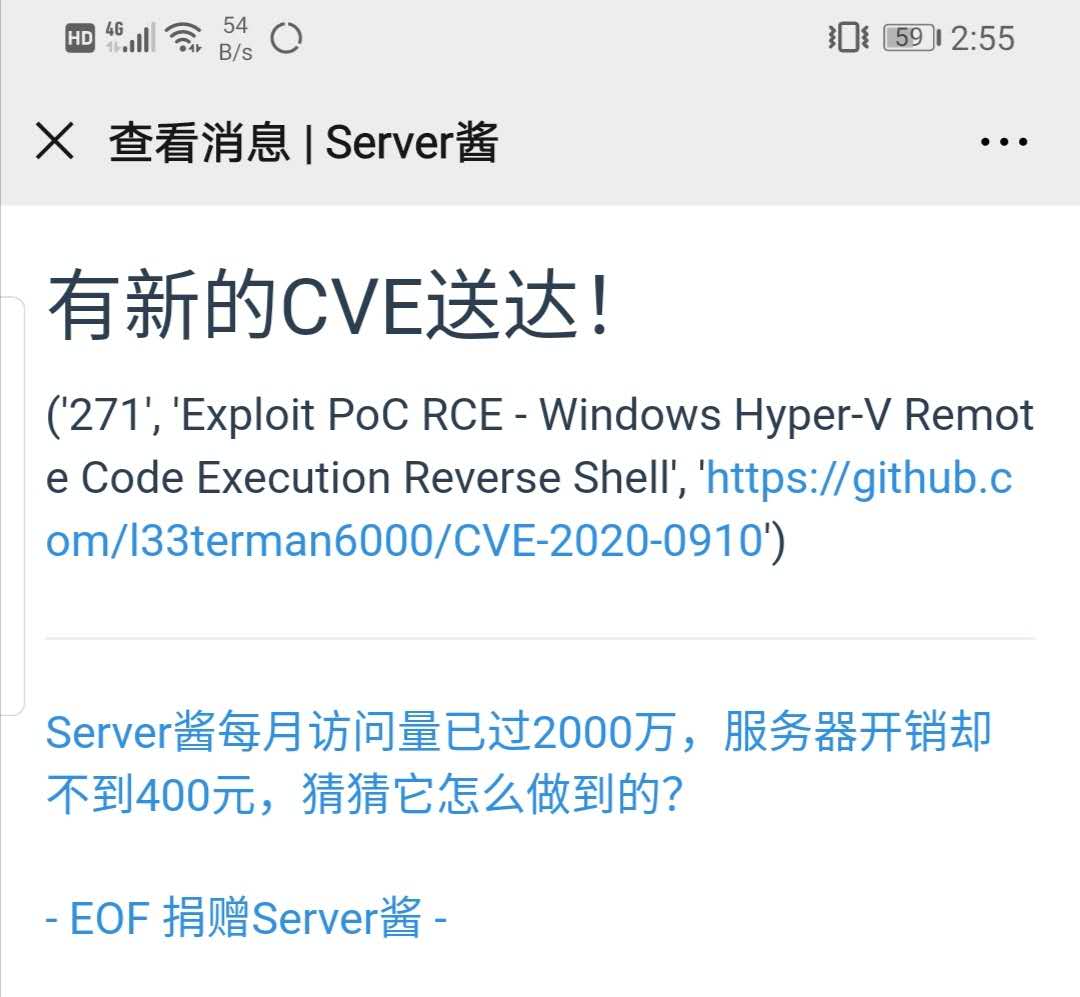 HD 4G 54 B/s 59 2:55
查看消息 | Server酱
有新的CVE送达！
('271', 'Exploit PoC RCE - Windows Hyper-V Remot
e Code Execution Reverse Shell', 'https://github.c
om/l33terman6000/CVE-2020-0910')
Server酱每月访问量已过2000万，服务器开销却
不到400元，猜猜它怎么做到的？
- EOF 捐赠Server酱 -